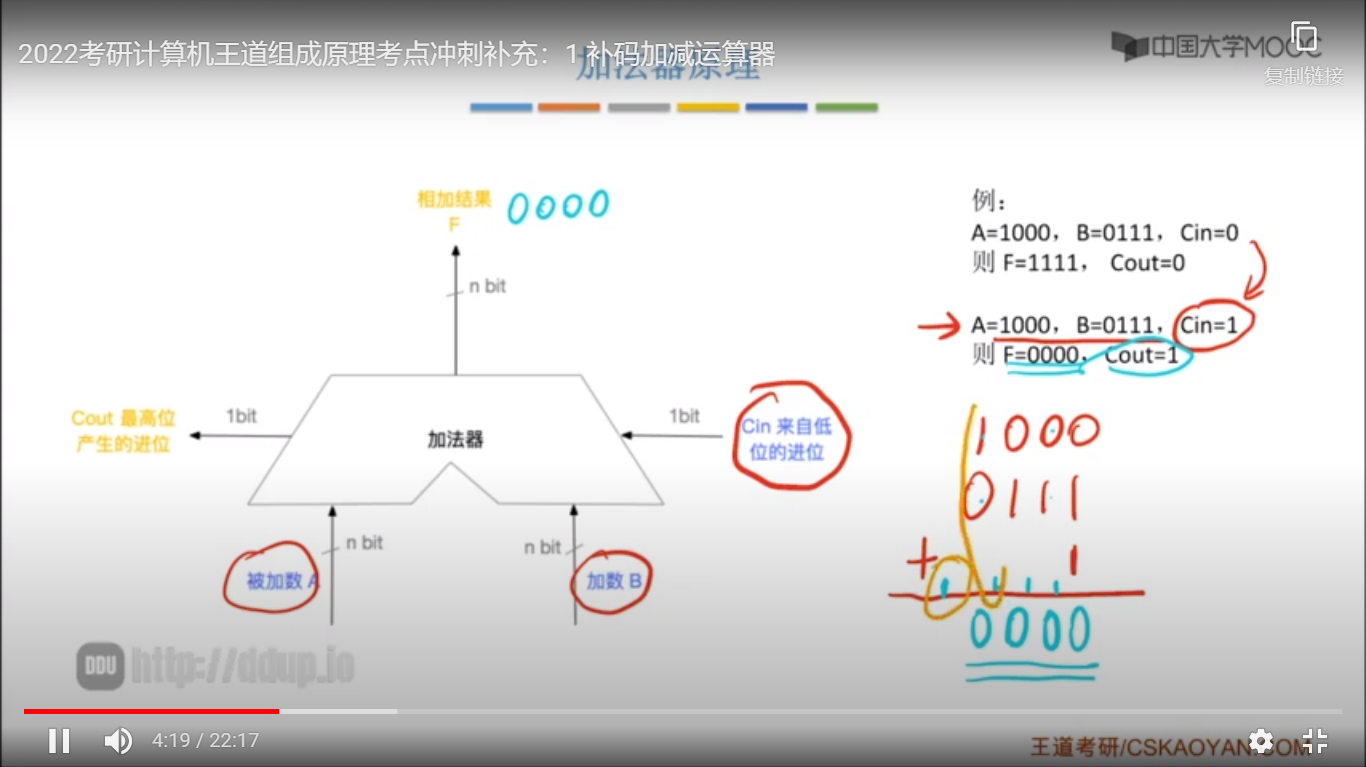 2022考研计算机王道组成原理考点冲刺补充：1 补码加减运算器
中国大学MOOC
复制链接
加法器原理
相加结果
F
0000
n bit
例：
A=1000，B=0111，Cin=0
则 F=1111， Cout=0
A=1000，B=0111，Cin=1
则 F=0000，Cout=1
Cout 最高位
产生的进位
1bit
加法器
1bit
Cin 来自低
位的进位
1000
0111
+ 1
1 1 1 1
0000
n bit
n bit
被加数 A
加数 B
DDU http://ddup.io
4:19 / 22:17
王道考研/CSKAOYAN.COM